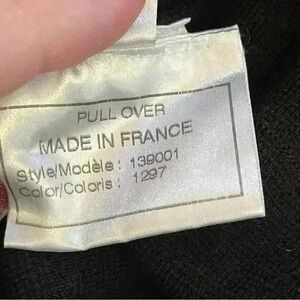 PULL OVER
MADE IN FRANCE
Style/Modèle : 139001
Color/Coloris : 1297